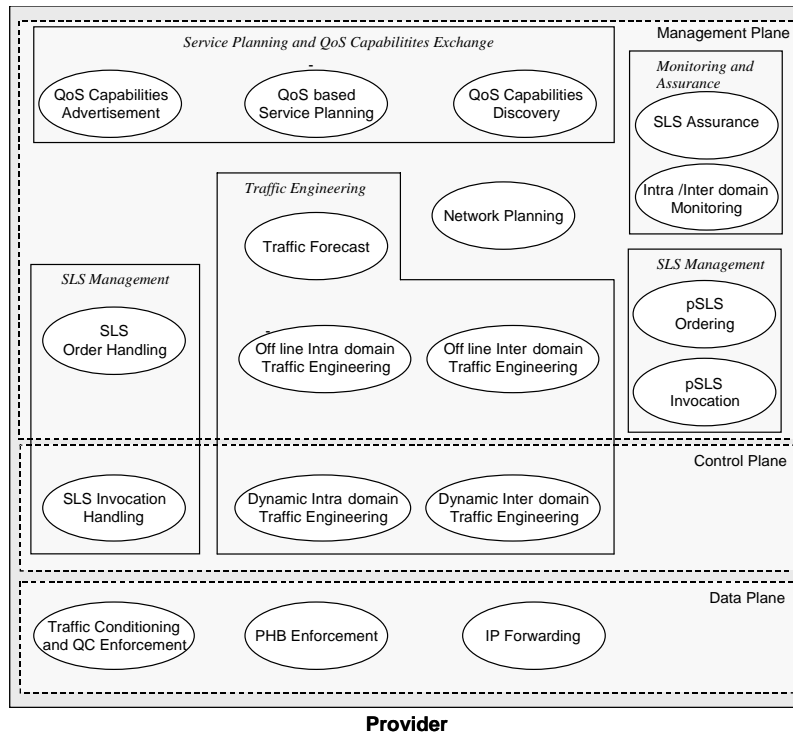 Management Plane
Service Planning and QoS Capabilitites Exchange
QoS Capabilities
Advertisement
QoS based
Service Planning
QoS Capabilities
Discovery
Monitoring and
Assurance
SLS Assurance
Intra /Inter domain
Monitoring
Traffic Engineering
Traffic Forecast
Network Planning
SLS Management
SLS
Order Handling
Off line Intra domain
Traffic Engineering
Off line Inter domain
Traffic Engineering
SLS Management
pSLS
Ordering
pSLS
Invocation
Control Plane
SLS Invocation
Handling
Dynamic Intra domain
Traffic Engineering
Dynamic Inter domain
Traffic Engineering
Data Plane
Traffic Conditioning
and QC Enforcement
PHB Enforcement
IP Forwarding
Provider